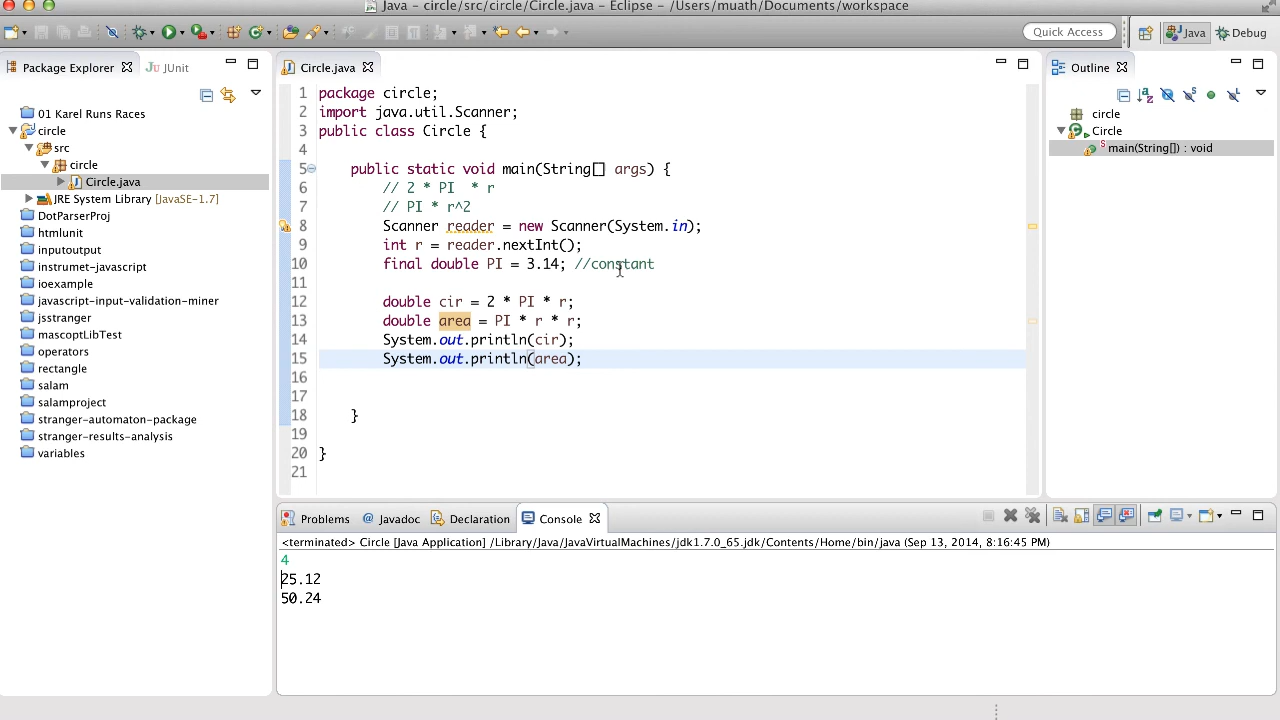 Java - circle/src/circle/Circle.java - Eclipse - /Users/muath/Documents/workspace
Quick Access
Java
Debug
Package Explorer
JUnit
01 Karel Runs Races
circle
src
circle
Circle.java
JRE System Library [JavaSE-1.7]
DotParserProj
htmlunit
inputoutput
instrumet-javascript
ioexample
javascript-input-validation-miner
jsstranger
mascoptLibTest
operators
rectangle
salam
salamproject
stranger-automaton-package
stranger-results-analysis
variables
Circle.java
1 package circle;
2 import java.util.Scanner;
3 public class Circle {
4
5 public static void main(String[] args) {
6 // 2 * PI  * r
7 // PI * r^2
8 Scanner reader = new Scanner(System.in);
9 int r = reader.nextInt();
10 final double PI = 3.14; //constant
11
12 double cir = 2 * PI * r;
13 double area = PI * r * r;
14 System.out.println(cir);
15 System.out.println(area);
16
17
18 }
19
20 }
21
Outline
circle
Circle
main(String[]) : void
Problems
Javadoc
Declaration
Console
<terminated> Circle [Java Application] /Library/Java/JavaVirtualMachines/jdk1.7.0_65.jdk/Contents/Home/bin/java (Sep 13, 2014, 8:16:45 PM)
4
25.12
50.24